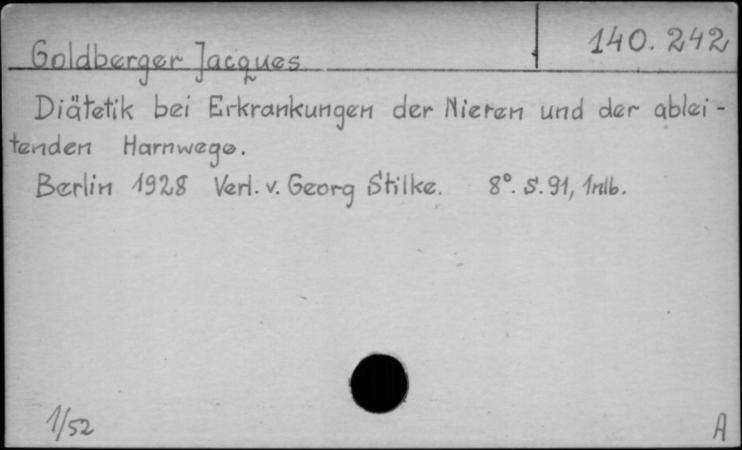 140.242
Goldberger Jacques
Diätetik bei Erkrankungen der Nieren und der ablei-
tenden Harnwege.
Berlin 1928 Verl. v. Georg Stilke. 8°. S. 91, 1nlb.
1/52
A